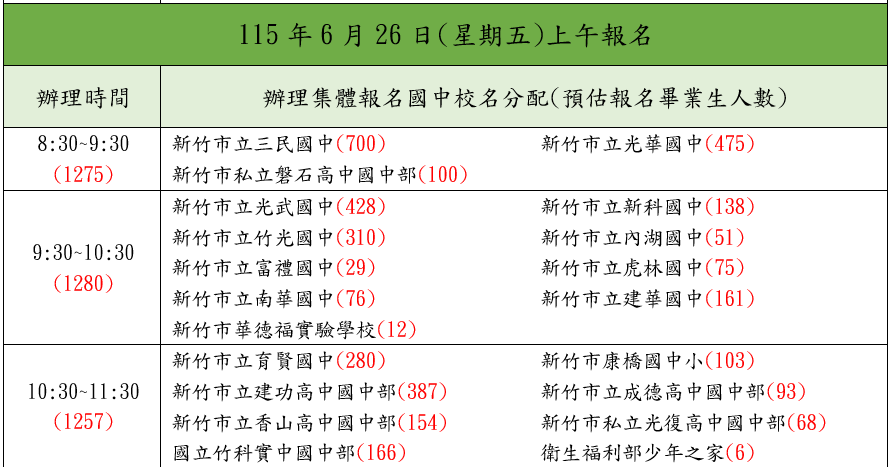 115 年 6 月 26 日(星期五)上午報名
辦理時間 辦理集體報名國中校名分配(預估報名畢業生人數)
8:30~9:30
(1275)
新竹市立三民國中(700) 新竹市立光華國中(475)
新竹市私立磐石高中國中部(100)
9:30~10:30
(1280)
新竹市立光武國中(428) 新竹市立新科國中(138)
新竹市立竹光國中(310) 新竹市立內湖國中(51)
新竹市立富禮國中(29) 新竹市立虎林國中(75)
新竹市立南華國中(76) 新竹市立建華國中(161)
新竹市華德福實驗學校(12)
10:30~11:30
(1257)
新竹市立育賢國中(280) 新竹市康橋國中小(103)
新竹市立建功高中國中部(387) 新竹市立成德高中國中部(93)
新竹市立香山高中國中部(154) 新竹市私立光復高中國中部(68)
國立竹科實中國中部(166) 衛生福利部少年之家(6)